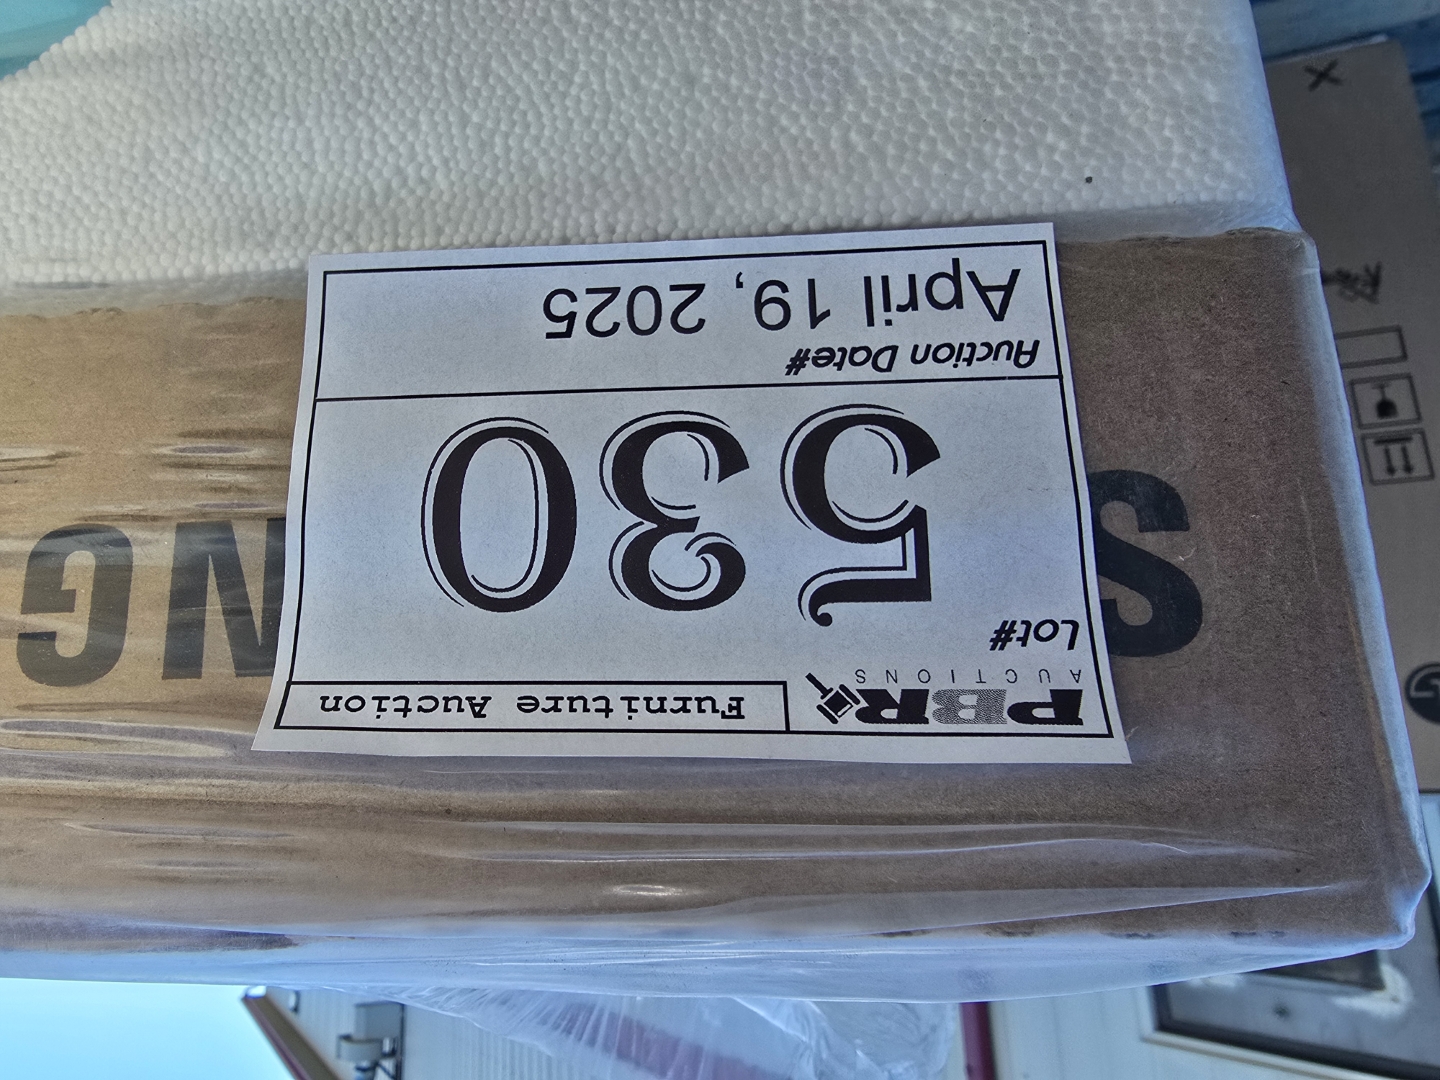 PBR
AUCTIONS
Furniture Auction
Lot#
530
Auction Date#
April 19, 2025
S
NG